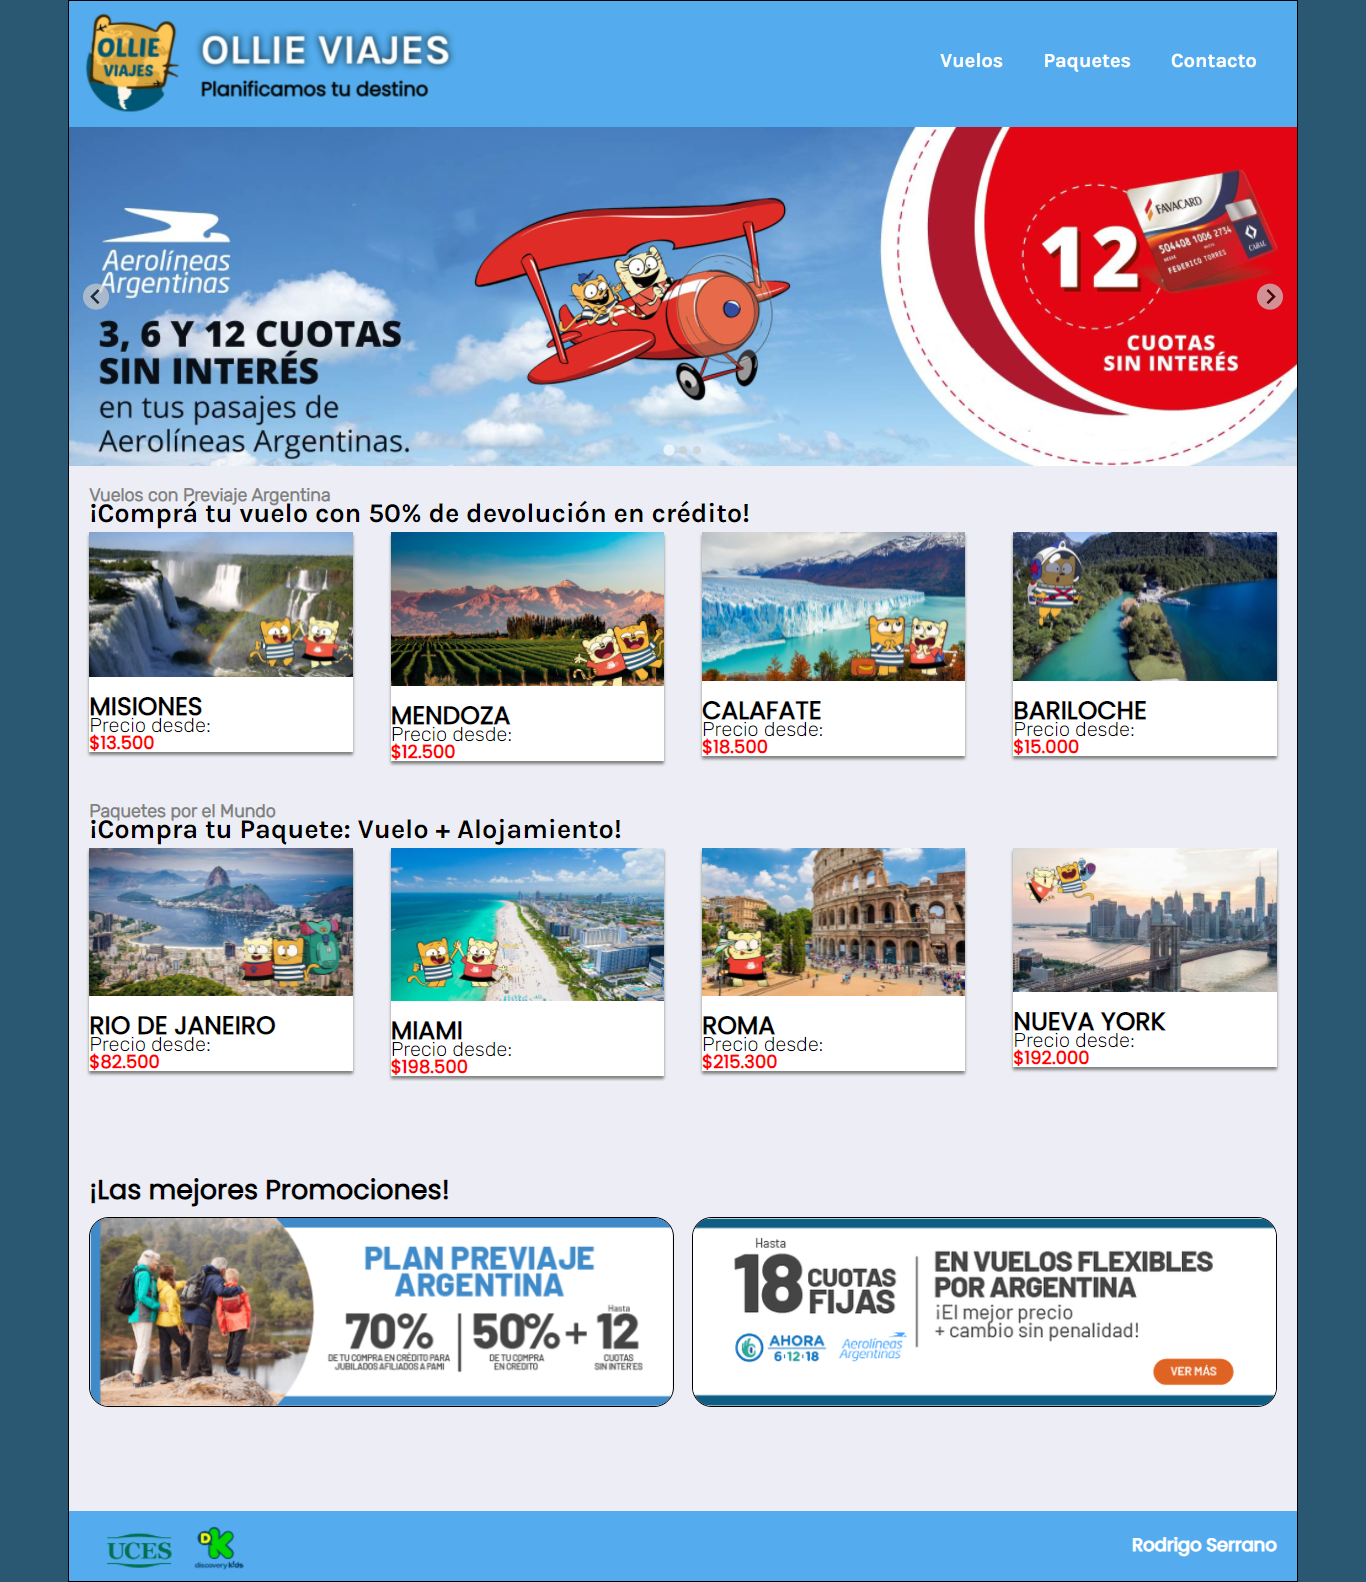 OLLIE
VIAJES
OLLIE VIAJES
Planificamos tu destino
Vuelos
Paquetes
Contacto
Aerolíneas
Argentinas
3, 6 Y 12 CUOTAS
SIN INTERÉS
en tus pasajes de
Aerolíneas Argentinas.
12
CUOTAS
SIN INTERÉS
FAVACARD
504408 1006 2734
FEDERICO TORRES
CABAL
Vuelos con Previaje Argentina
¡Comprá tu vuelo con 50% de devolución en crédito!
MISIONES
Precio desde:
$13.500
MENDOZA
Precio desde:
$12.500
CALAFATE
Precio desde:
$18.500
BARILOCHE
Precio desde:
$15.000
Paquetes por el Mundo
¡Compra tu Paquete: Vuelo + Alojamiento!
RIO DE JANEIRO
Precio desde:
$82.500
MIAMI
Precio desde:
$198.500
ROMA
Precio desde:
$215.300
NUEVA YORK
Precio desde:
$192.000
¡Las mejores Promociones!
PLAN PREVIAJE
ARGENTINA
70%
DE TU COMPRA EN CRÉDITO PARA
JUBILADOS AFILIADOS A PAMI
50%
DE TU COMPRA
EN CRÉDITO
+
Hasta
12
CUOTAS
SIN INTERÉS
Hasta
18 CUOTAS
FIJAS
AHORA
6·12·18
Aerolíneas
Argentinas
EN VUELOS FLEXIBLES
POR ARGENTINA
¡El mejor precio
+ cambio sin penalidad!
VER MÁS
UCES
DK
discovery kids
Rodrigo Serrano